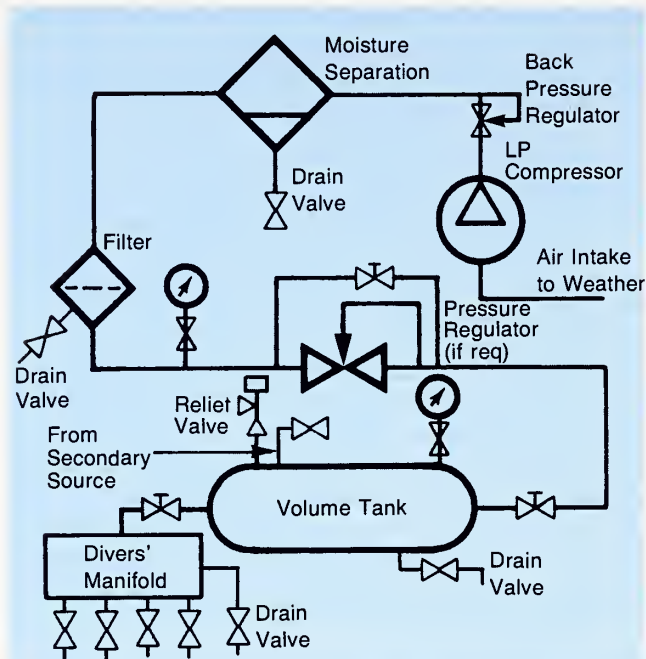 Moisture
Separation
Back
Pressure
Regulator
LP
Compressor
Drain
Valve
Filter
Air Intake
to Weather
Pressure
Regulator
(if req)
Drain
Valve
Reliet
Valve
From
Secondary
Source
Volume Tank
Divers'
Manifold
Drain
Valve
Drain
Valve